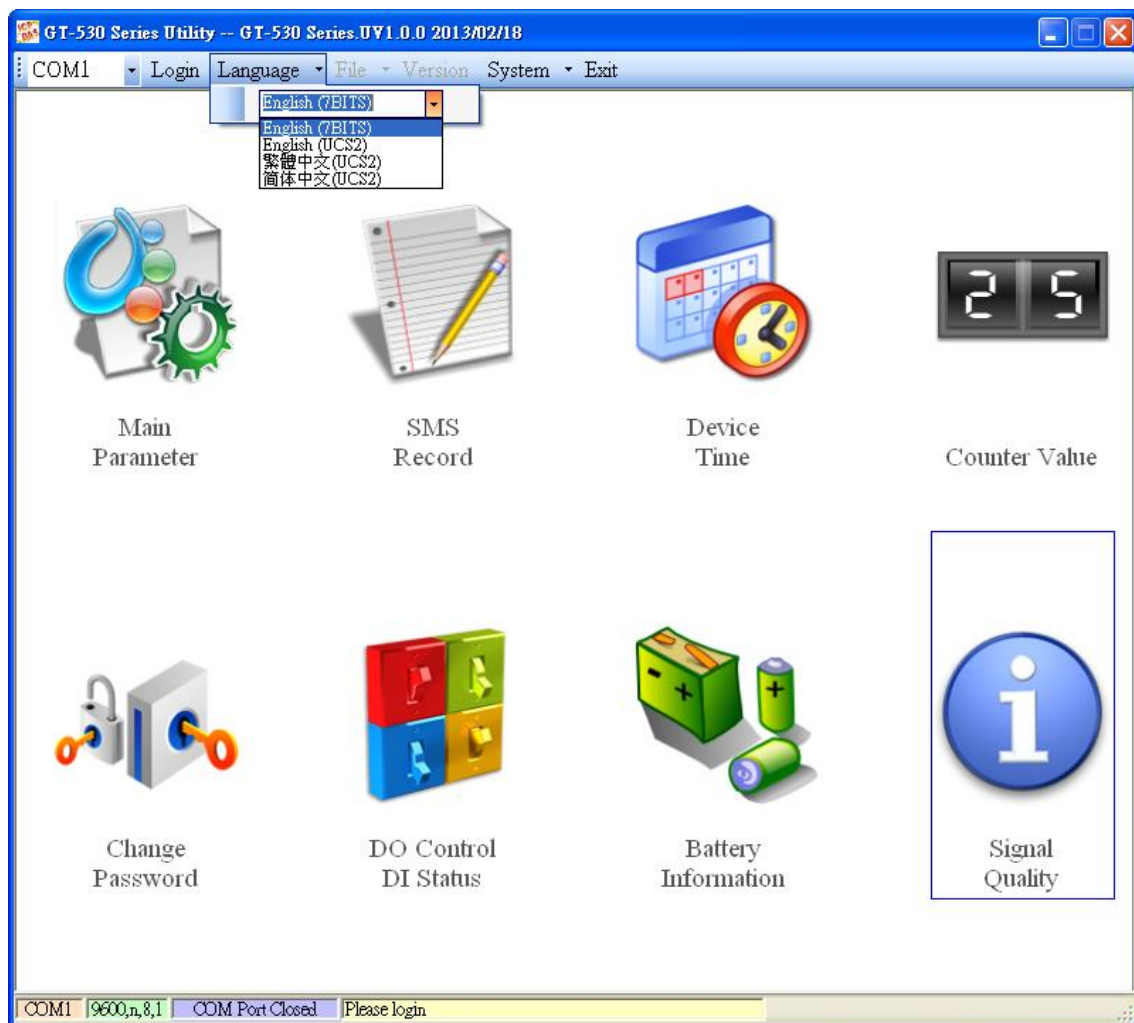 GT-530 Series Utility -- GT-530 Series.UV1.0.0 2013/02/18
COM1 Login Language File Version System Exit
English (7BITS)
English (7BITS)
English (UCS2)
繁體中文(UCS2)
简体中文(UCS2)
25
Main
Parameter
SMS
Record
Device
Time
Counter Value
Change
Password
DO Control
DI Status
Battery
Information
Signal
Quality
COM1 9600,n,8,1 COM Port Closed Please login